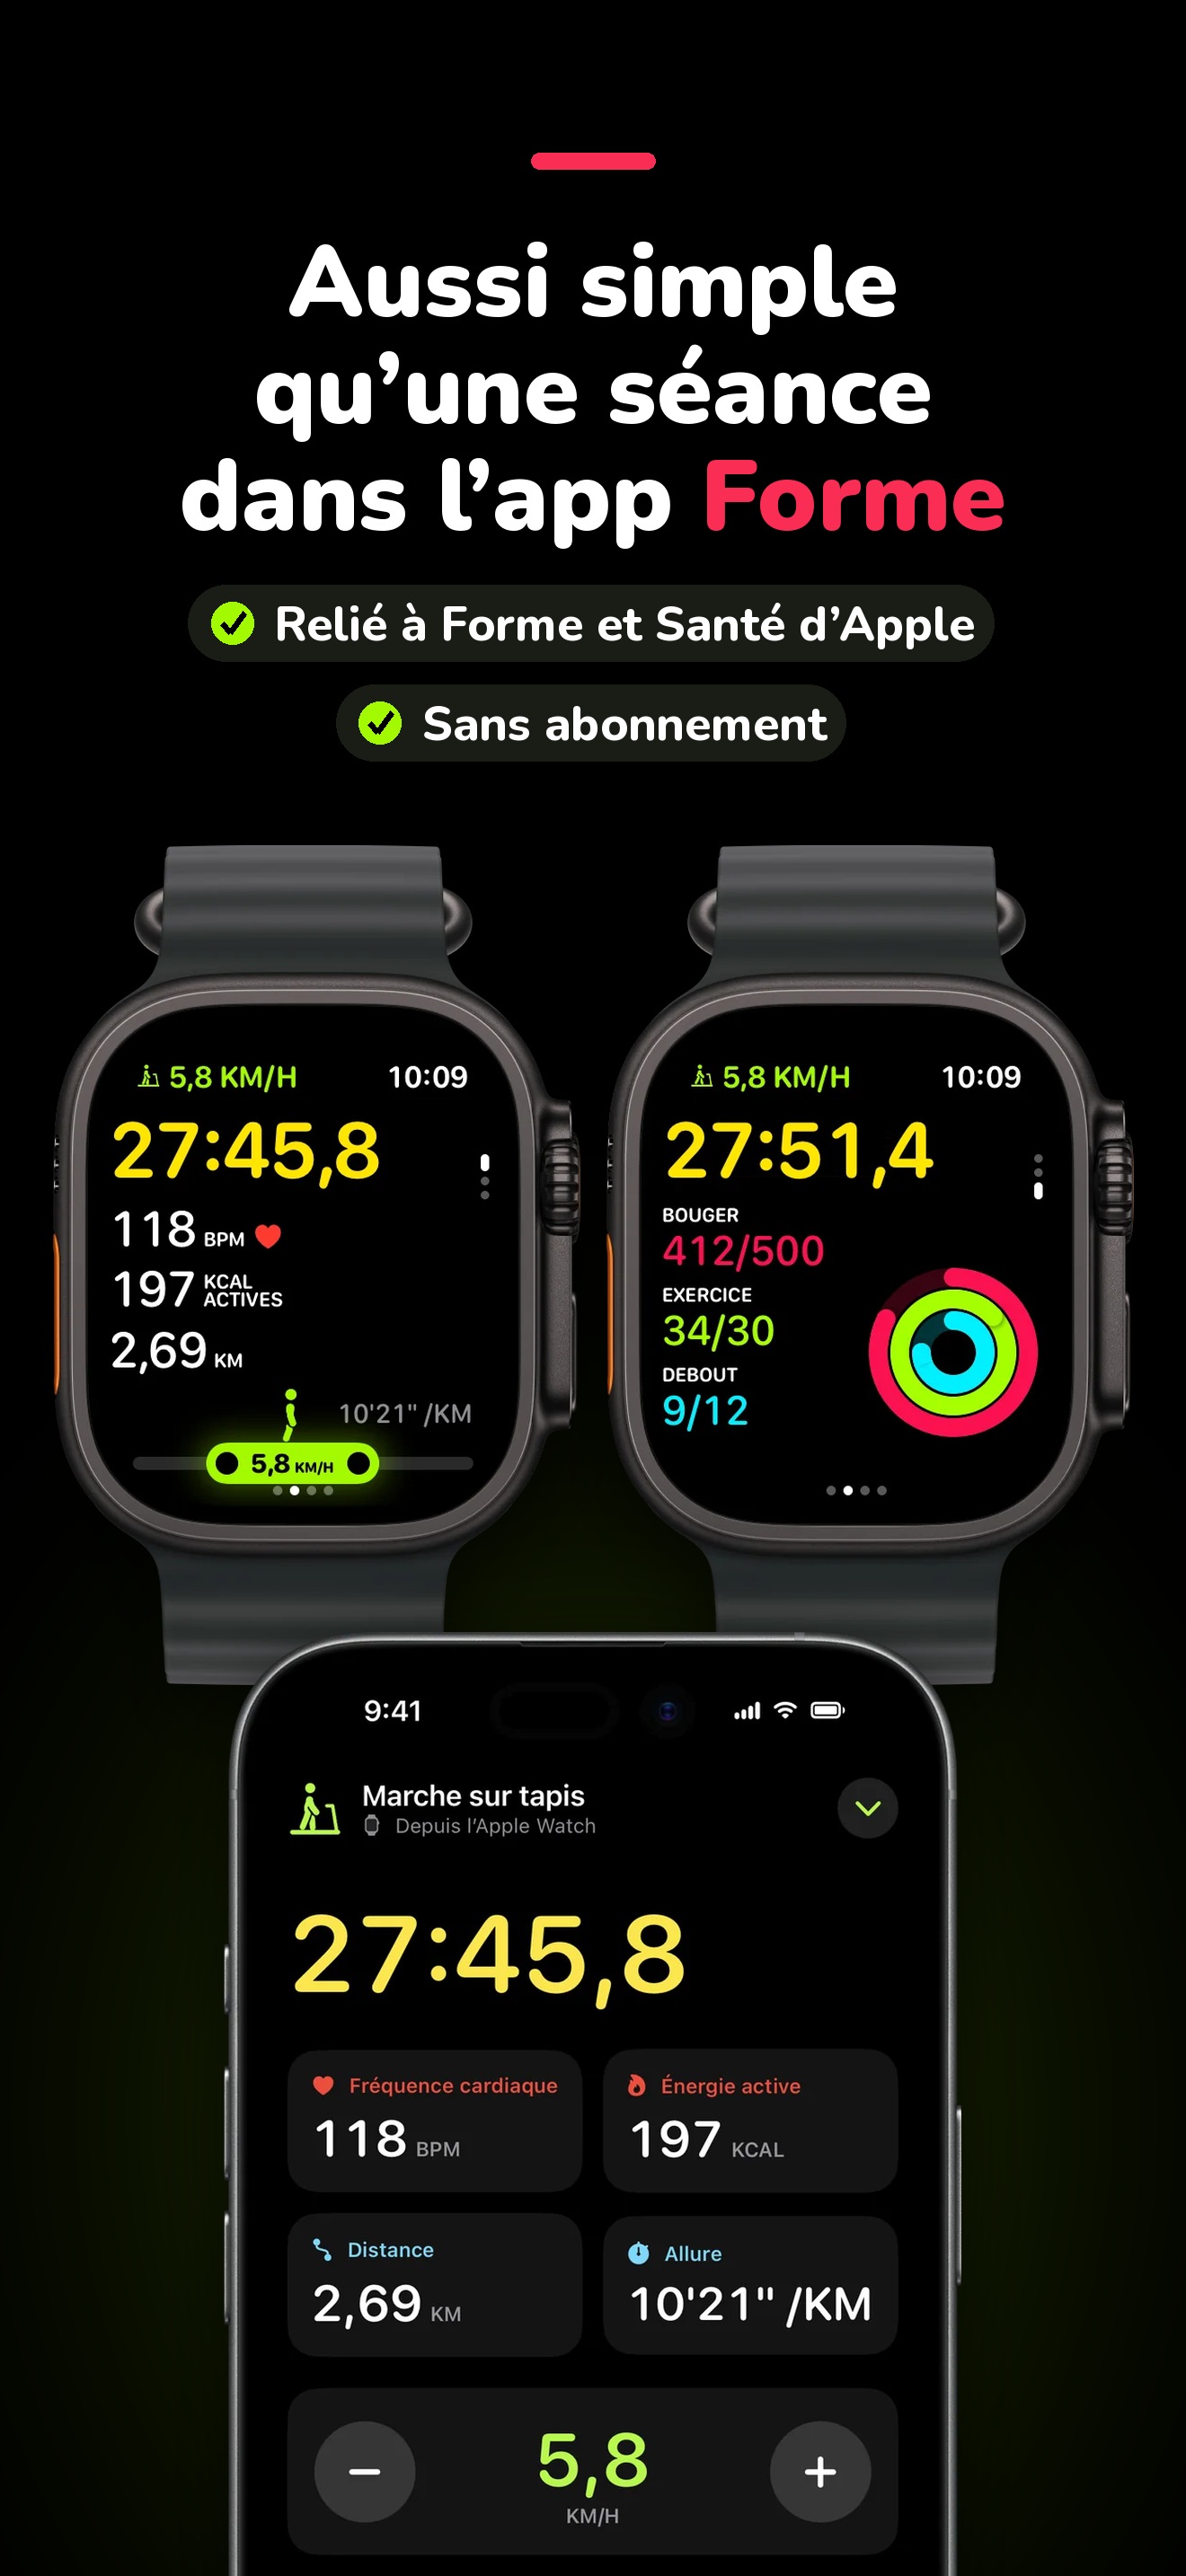 Aussi simple
qu’une séance
dans l’app Forme
Relié à Forme et Santé d’Apple
Sans abonnement
5,8 KM/H 10:09
27:45,8
118 BPM
197 KCAL ACTIVES
2,69 KM
10'21" /KM
5,8 KM/H
5,8 KM/H 10:09
27:51,4
BOUGER
412/500
EXERCICE
34/30
DEBOUT
9/12
9:41
Marche sur tapis
Depuis l’Apple Watch
27:45,8
Fréquence cardiaque
118 BPM
Énergie active
197 KCAL
Distance
2,69 KM
Allure
10'21" /KM
5,8
KM/H